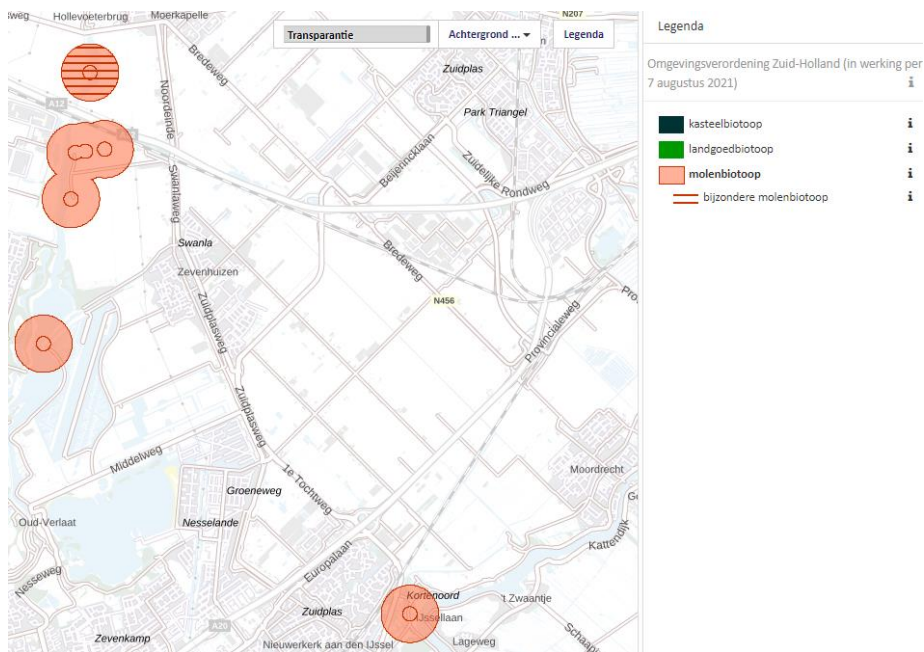 weg
Hollevoeterbrug
Moerkapelle
N207
Transparantie
Achtergrond ...
Legenda
Bredeweg
Zuidplas
A12
Noordeinde
Park Triangel
Beijerincklaan
Swanlaweg
Zuidelijke Rondweg
Swanla
Bredeweg
Zevenhuizen
N456
Pro
Zuidplasweg
Provincialeweg
Zuidplasweg
Middelweg
1e Tochtweg
Moordrecht
Groeneweg
Oud-Verlaat
Nesselande
Kattendijk
Europalaan
Nesseweg
Kortenoord
't Zwaantje
Zuidplas
IJssellaan
A20
Zevenkamp
Nieuwerkerk aan den IJssel
Lageweg
Schaap
Legenda
Omgevingsverordening Zuid-Holland (in werking per
7 augustus 2021) i
kasteelbiotoop i
landgoedbiotoop i
molenbiotoop i
bijzondere molenbiotoop i